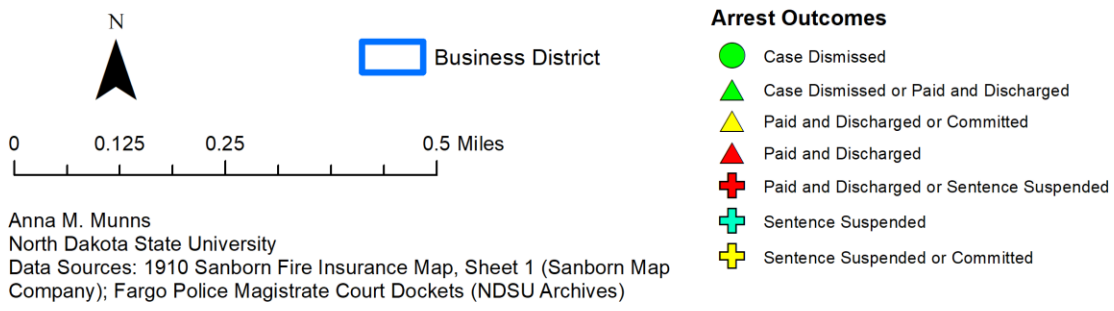 N
Business District
0 0.125 0.25 0.5 Miles
Anna M. Munns
North Dakota State University
Data Sources: 1910 Sanborn Fire Insurance Map, Sheet 1 (Sanborn Map
Company); Fargo Police Magistrate Court Dockets (NDSU Archives)
Arrest Outcomes
Case Dismissed
Case Dismissed or Paid and Discharged
Paid and Discharged or Committed
Paid and Discharged
Paid and Discharged or Sentence Suspended
Sentence Suspended
Sentence Suspended or Committed